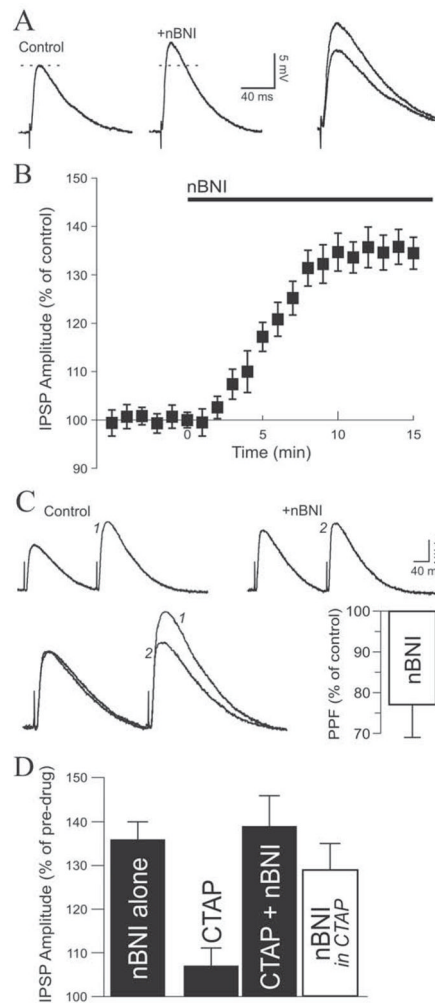 A
Control
+nBNI
5 mV
40 ms
B
nBNI
IPSP Amplitude (% of control)
150
140
130
120
110
100
90
0
5
10
15
Time (min)
C
Control
+nBNI
1
2
40 m
1
2
PPF (% of control)
100
90
80
70
nBNI
D
IPSP Amplitude (% of pre-drug)
150
140
130
120
110
100
nBNI alone
CTAP
CTAP + nBNI
nBNI
in CTAP